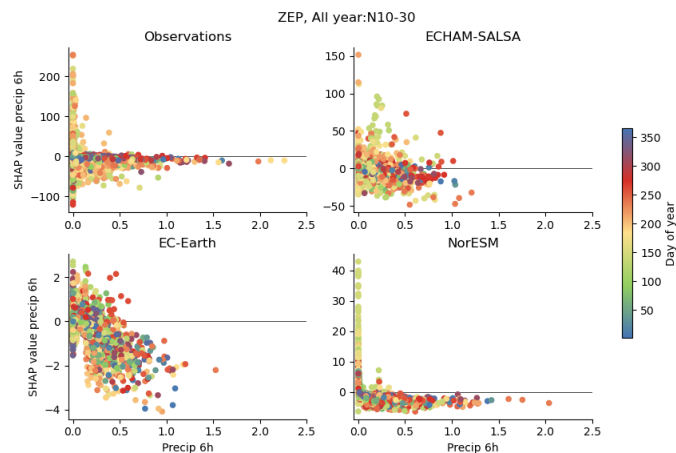 ZEP, All year:N10-30
Observations
ECHAM-SALSA
SHAP value precip 6h
200
100
0
−100
0.0 0.5 1.0 1.5 2.0 2.5
150
100
50
0
−50
0.0 0.5 1.0 1.5 2.0 2.5
EC-Earth
NorESM
SHAP value precip 6h
2
0
−2
−4
0.0 0.5 1.0 1.5 2.0 2.5
Precip 6h
40
30
20
10
0
0.0 0.5 1.0 1.5 2.0 2.5
Precip 6h
350
300
250
200
150
100
50
Day of year